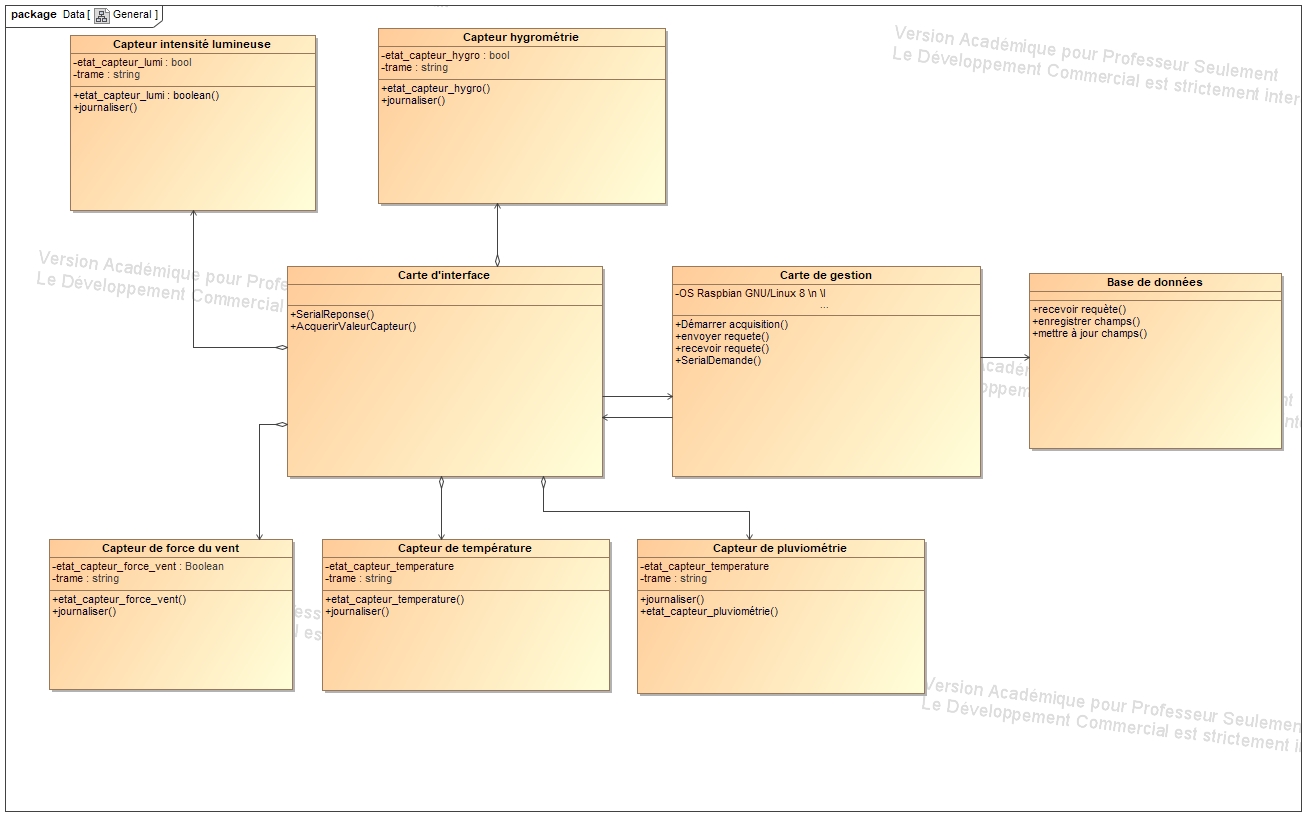 package Data [ General ]
Capteur intensité lumineuse
-etat_capteur_lumi : bool
-trame : string
+etat_capteur_lumi : boolean()
+journaliser()
Capteur hygrométrie
-etat_capteur_hygro : bool
-trame : string
+etat_capteur_hygro()
+journaliser()
Version Académique pour Professeur Seulement
Le Développement Commercial est strictement inter
Version Académique pour Profe
Le Développement Commercial
Carte d'interface
+SerialReponse()
+AcquerirValeurCapteur()
Carte de gestion
-OS Raspbian GNU/Linux 8 \n \l
...
+Démarrer acquisition()
+envoyer requete()
+recevoir requete()
+SerialDemande()
Base de données
+recevoir requète()
+enregistrer champs()
+mettre à jour champs()
Capteur de force du vent
-etat_capteur_force_vent : Boolean
-trame : string
+etat_capteur_force_vent()
+journaliser()
Capteur de température
-etat_capteur_temperature
-trame : string
+etat_capteur_temperature()
+journaliser()
Capteur de pluviométrie
-etat_capteur_temperature
-trame : string
+journaliser()
+etat_capteur_pluviométrie()
Version Académique pour Professeur Seulemen
Le Développement Commercial est strictement i